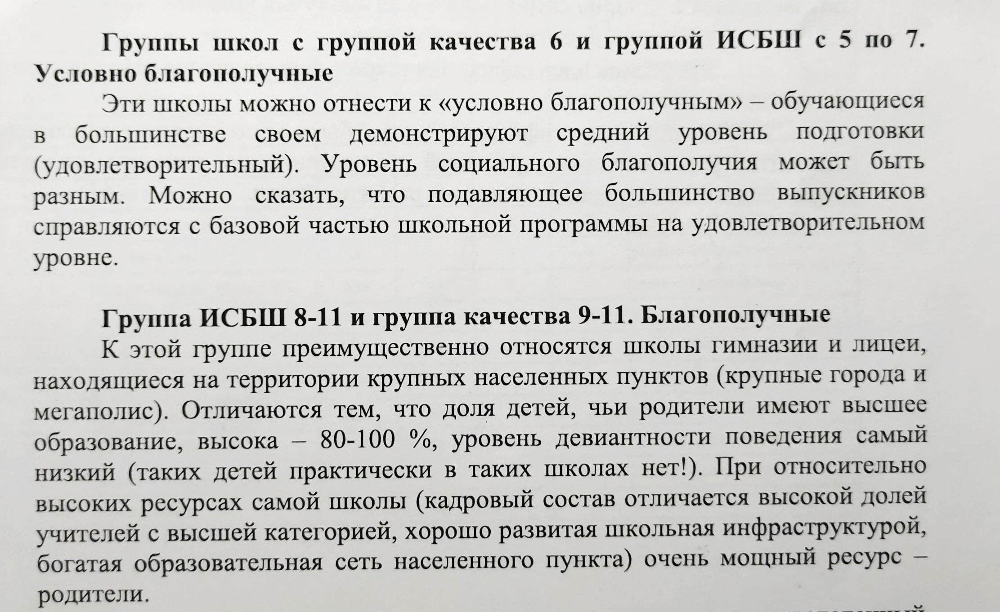 Группы школ с группой качества 6 и группой ИСБШ с 5 по 7.
Условно благополучные
Эти школы можно отнести к «условно благополучным» – обучающиеся
в большинстве своем демонстрируют средний уровень подготовки
(удовлетворительный). Уровень социального благополучия может быть
разным. Можно сказать, что подавляющее большинство выпускников
справляются с базовой частью школьной программы на удовлетворительном
уровне.
Группа ИСБШ 8-11 и группа качества 9-11. Благополучные
К этой группе преимущественно относятся школы гимназии и лицеи,
находящиеся на территории крупных населенных пунктов (крупные города и
мегаполис). Отличаются тем, что доля детей, чьи родители имеют высшее
образование, высока – 80-100 %, уровень девиантности поведения самый
низкий (таких детей практически в таких школах нет!). При относительно
высоких ресурсах самой школы (кадровый состав отличается высокой долей
учителей с высшей категорией, хорошо развитая школьная инфраструктурой,
богатая образовательная сеть населенного пункта) очень мощный ресурс –
родители.